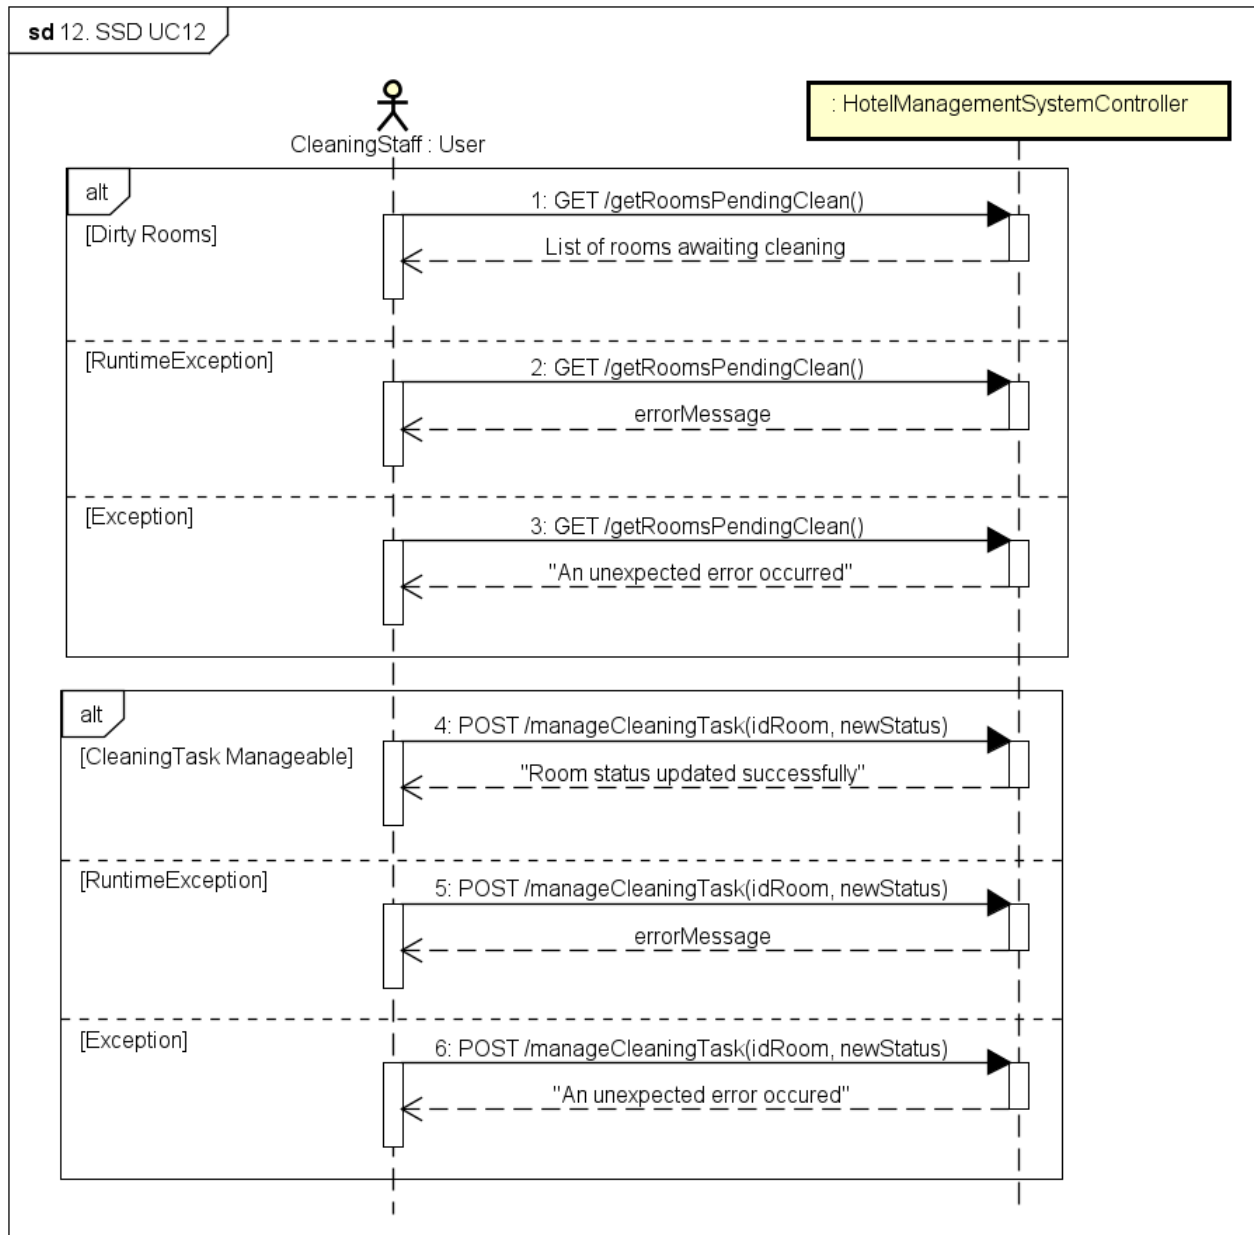 sd 12. SSD UC12
: HotelManagementSystemController
CleaningStaff : User
alt
1: GET /getRoomsPendingClean()
[Dirty Rooms]
List of rooms awaiting cleaning
[RuntimeException]
2: GET /getRoomsPendingClean()
errorMessage
[Exception]
3: GET /getRoomsPendingClean()
"An unexpected error occurred"
alt
4: POST /manageCleaningTask(idRoom, newStatus)
[CleaningTask Manageable]
"Room status updated successfully"
[RuntimeException]
5: POST /manageCleaningTask(idRoom, newStatus)
errorMessage
[Exception]
6: POST /manageCleaningTask(idRoom, newStatus)
"An unexpected error occured"